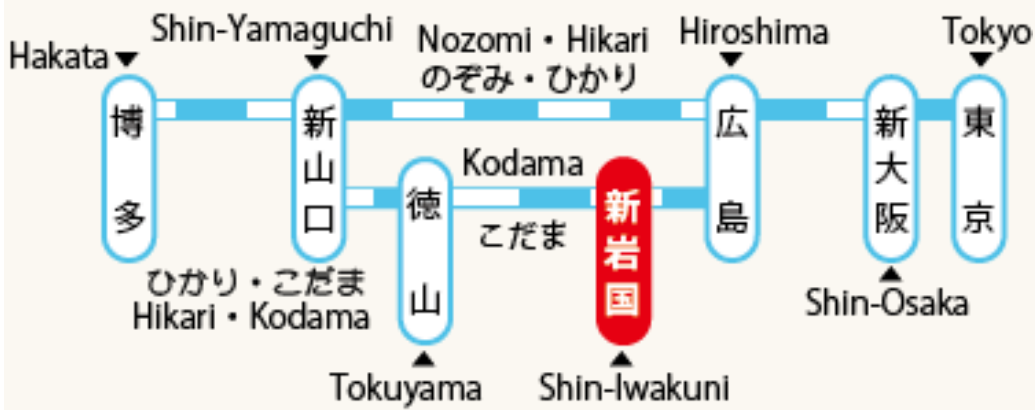 Hakata
Shin-Yamaguchi
Nozomi・Hikari
のぞみ・ひかり
Hiroshima
Tokyo
博多
新山口
広島
新大阪
東京
Kodama
こだま
徳山
新岩国
ひかり・こだま
Hikari・Kodama
Tokuyama
Shin-Iwakuni
Shin-Osaka